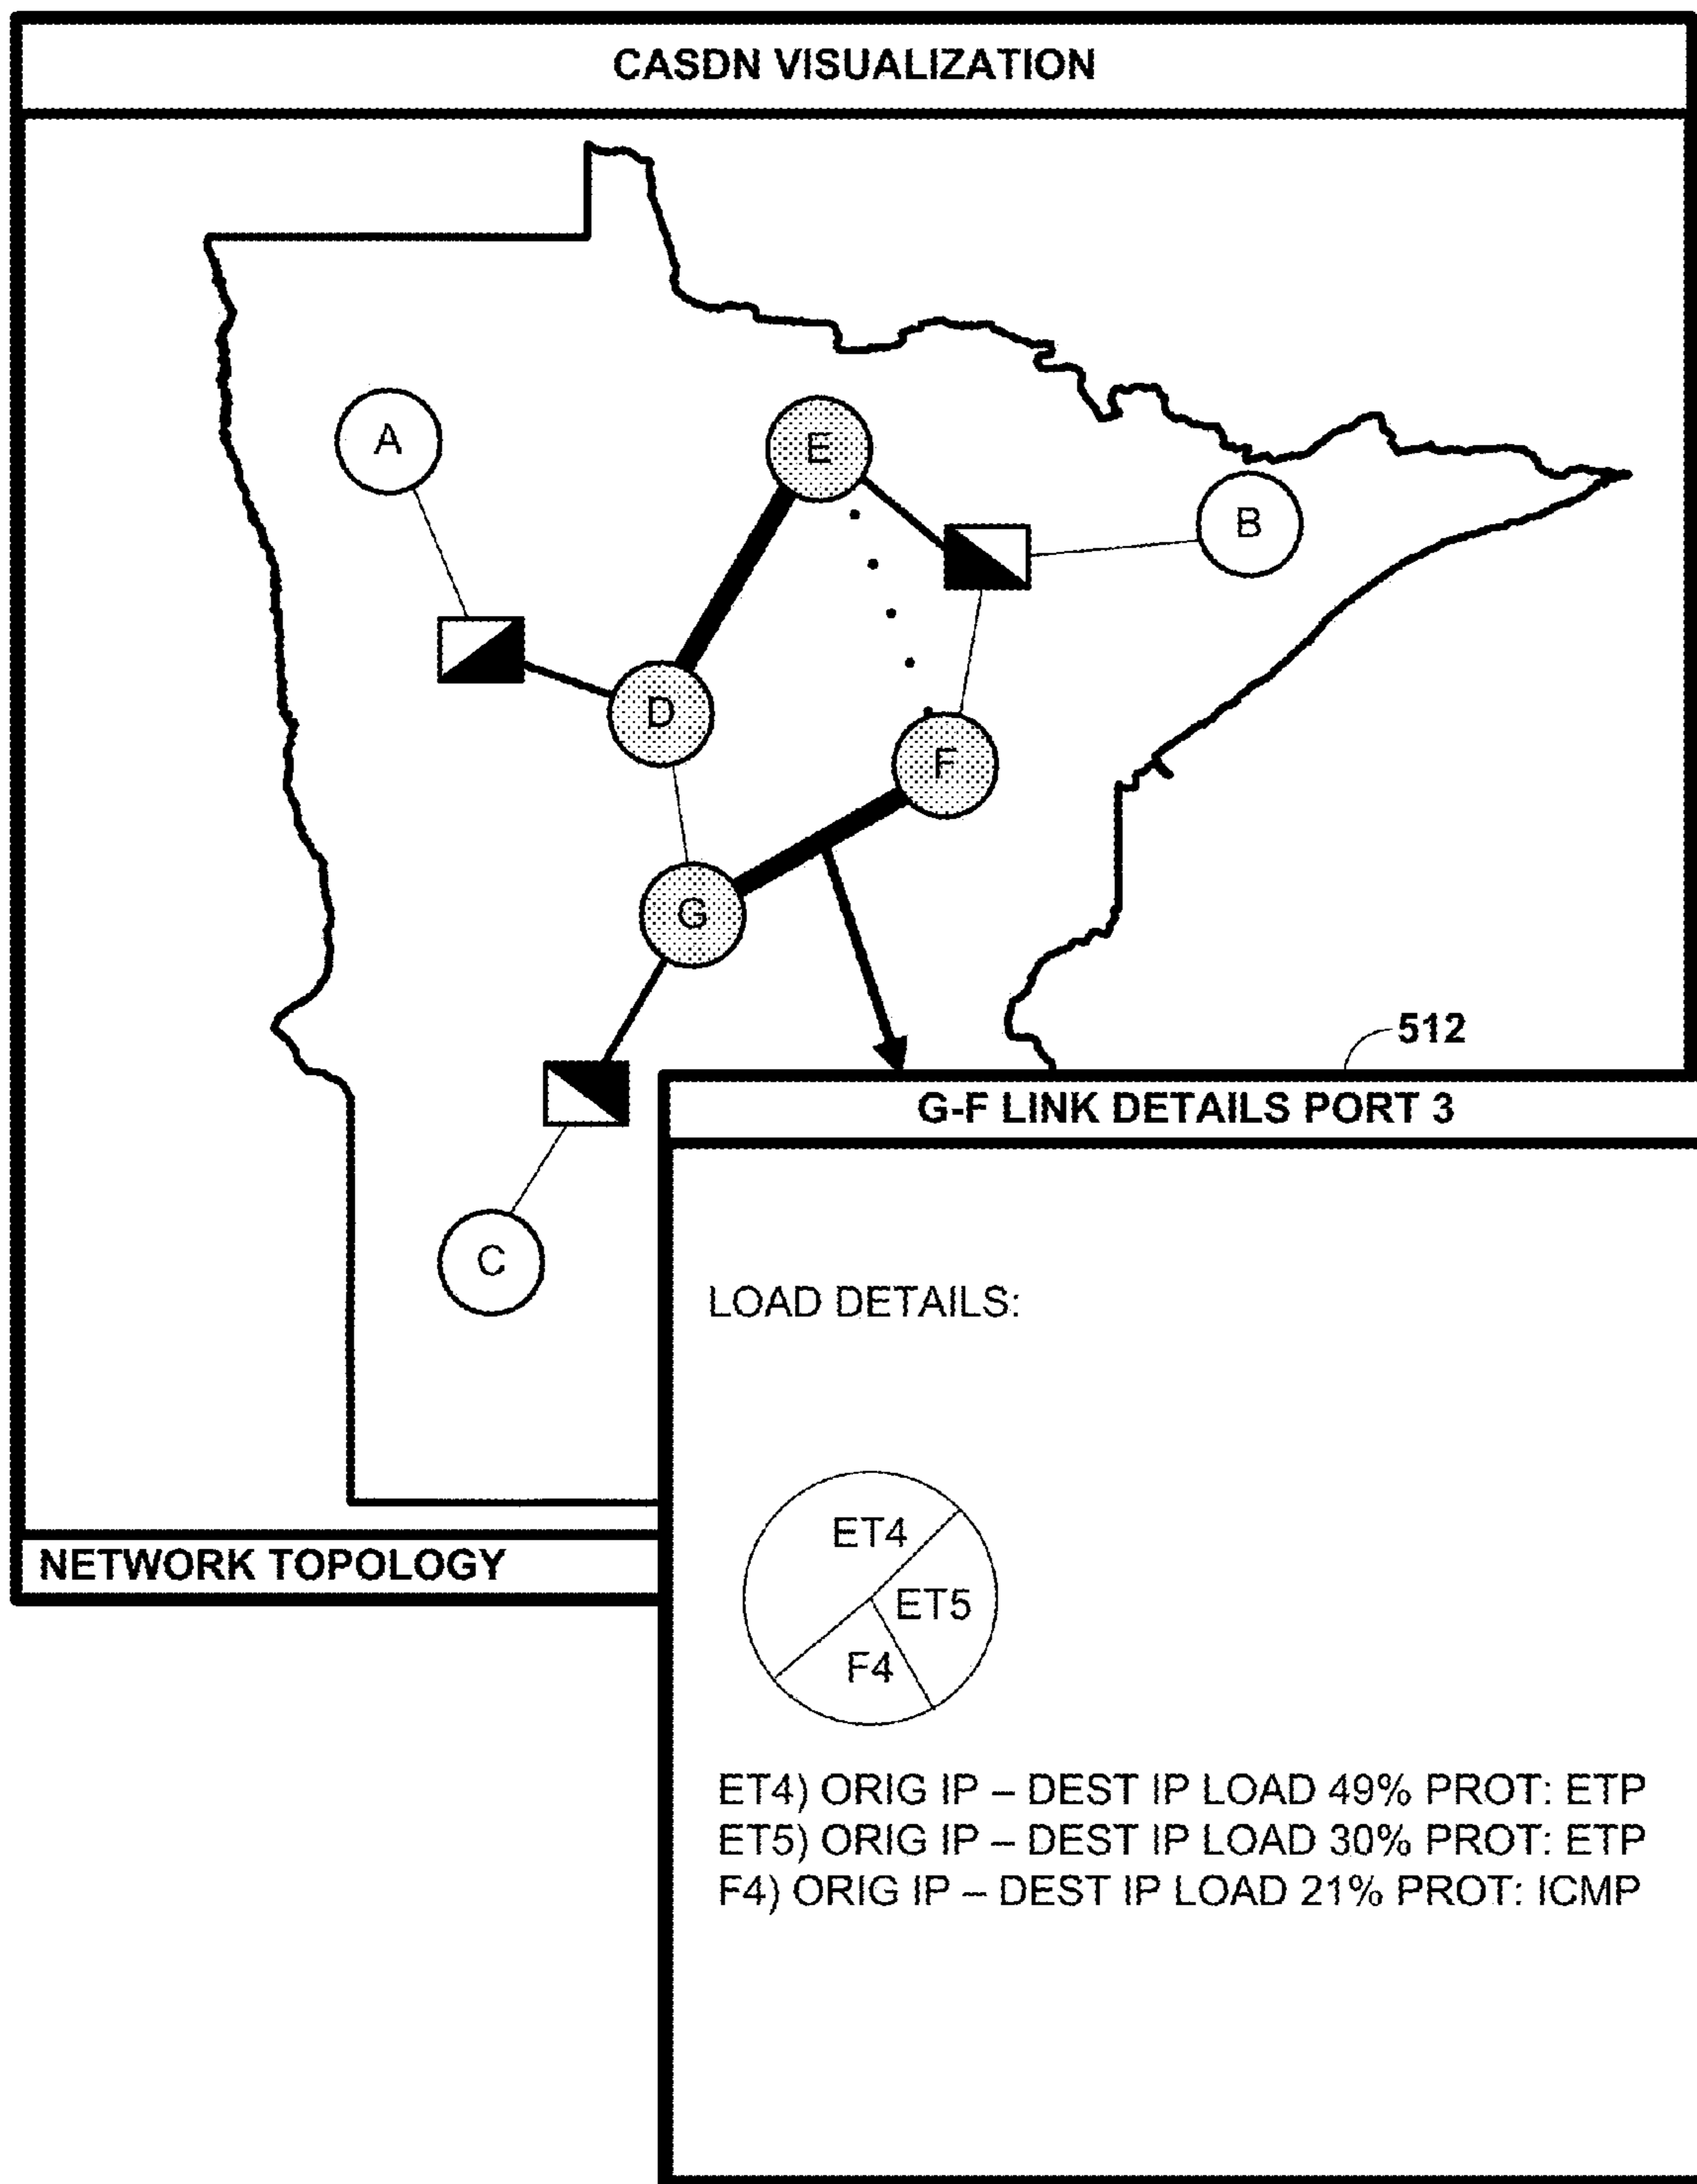 CASDN VISUALIZATION
A
E
B
D
F
G
512
G-F LINK DETAILS PORT 3
C
LOAD DETAILS:
ET4
NETWORK TOPOLOGY
ET5
F4
ET4) ORIG IP – DEST IP LOAD 49% PROT: ETP
ET5) ORIG IP – DEST IP LOAD 30% PROT: ETP
F4) ORIG IP – DEST IP LOAD 21% PROT: ICMP